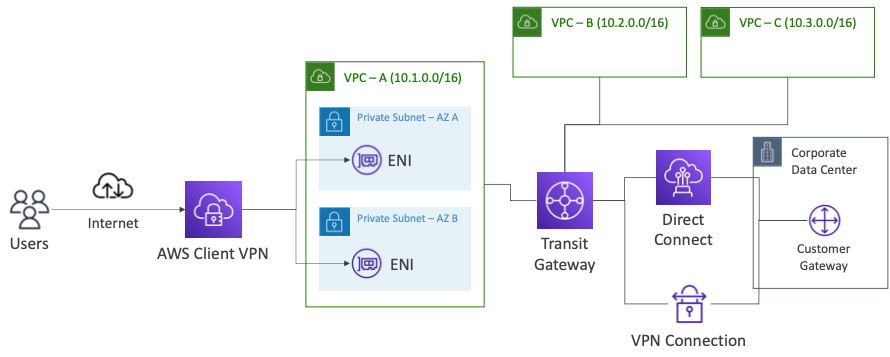 VPC – B (10.2.0.0/16)
VPC – C (10.3.0.0/16)
VPC – A (10.1.0.0/16)
Private Subnet – AZ A
ENI
Corporate
Data Center
Users
Internet
AWS Client VPN
Private Subnet – AZ B
ENI
Transit
Gateway
Direct
Connect
Customer
Gateway
VPN Connection